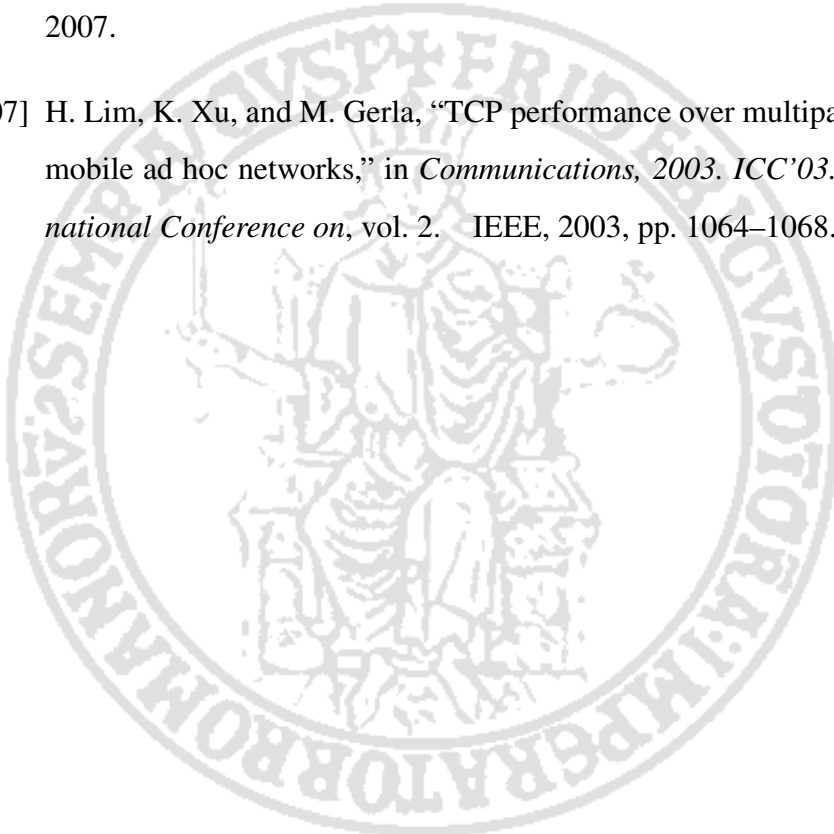 2007.
07] H. Lim, K. Xu, and M. Gerla, “TCP performance over multipa
mobile ad hoc networks,” in Communications, 2003. ICC’03.
national Conference on, vol. 2. IEEE, 2003, pp. 1064–1068.